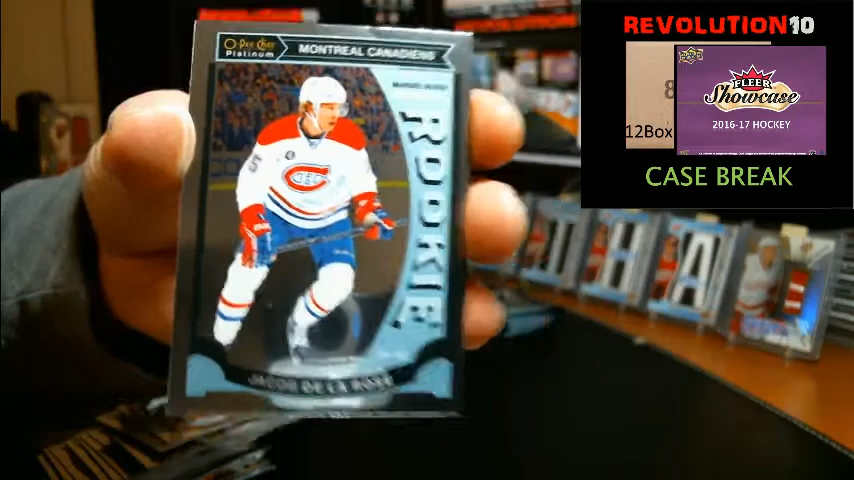 O-Pee-Chee
Platinum
MONTREAL CANADIENS
ROOKIE
JACOB DE LA ROSE
REVOLUTION10
8
12Box
FLEER
Showcase
2016-17 HOCKEY
CASE BREAK
H A